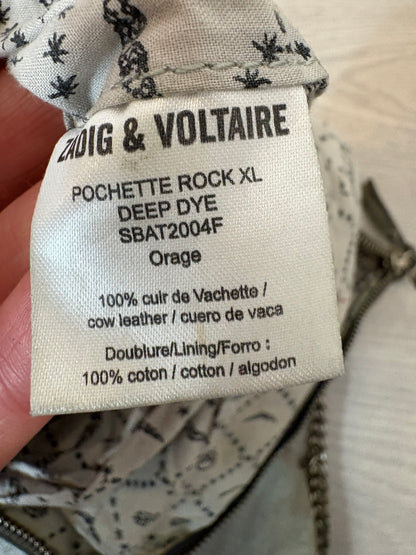 ZADIG & VOLTAIRE
POCHETTE ROCK XL
DEEP DYE
SBAT2004F
Orage
100% cuir de Vachette /
cow leather / cuero de vaca
Doublure/Lining/Forro :
100% coton / cotton / algodon